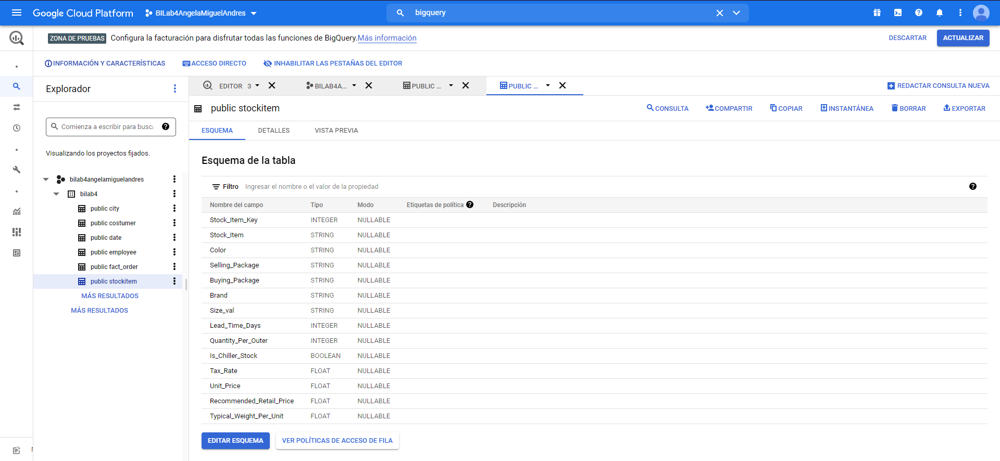 Google Cloud Platform BILab4AngelaMiguelAndres bigquery
ZONA DE PRUEBAS Configura la facturación para disfrutar todas las funciones de BigQuery. Más información DESCARTAR ACTUALIZAR
INFORMACIÓN Y CARACTERÍSTICAS ACCESO DIRECTO INHABILITAR LAS PESTAÑAS DEL EDITOR
Explorador
EDITOR 3 BILAB4A... PUBLIC ... PUBLIC ... REDACTAR CONSULTA NUEVA
public stockitem CONSULTA COMPARTIR COPIAR INSTANTÁNEA BORRAR EXPORTAR
Comienza a escribir para busc
ESQUEMA DETALLES VISTA PREVIA
Visualizando los proyectos fijados.
bilab4angelamiguelandres
bilab4
public city
public costumer
public date
public employee
public fact_order
public stockitem
MÁS RESULTADOS
MÁS RESULTADOS
Esquema de la tabla
Filtro Ingresar el nombre o el valor de la propiedad
Nombre del campo Tipo Modo Etiquetas de política Descripción
Stock_Item_Key INTEGER NULLABLE
Stock_Item STRING NULLABLE
Color STRING NULLABLE
Selling_Package STRING NULLABLE
Buying_Package STRING NULLABLE
Brand STRING NULLABLE
Size_val STRING NULLABLE
Lead_Time_Days INTEGER NULLABLE
Quantity_Per_Outer INTEGER NULLABLE
Is_Chiller_Stock BOOLEAN NULLABLE
Tax_Rate FLOAT NULLABLE
Unit_Price FLOAT NULLABLE
Recommended_Retail_Price FLOAT NULLABLE
Typical_Weight_Per_Unit FLOAT NULLABLE
EDITAR ESQUEMA VER POLÍTICAS DE ACCESO DE FILA